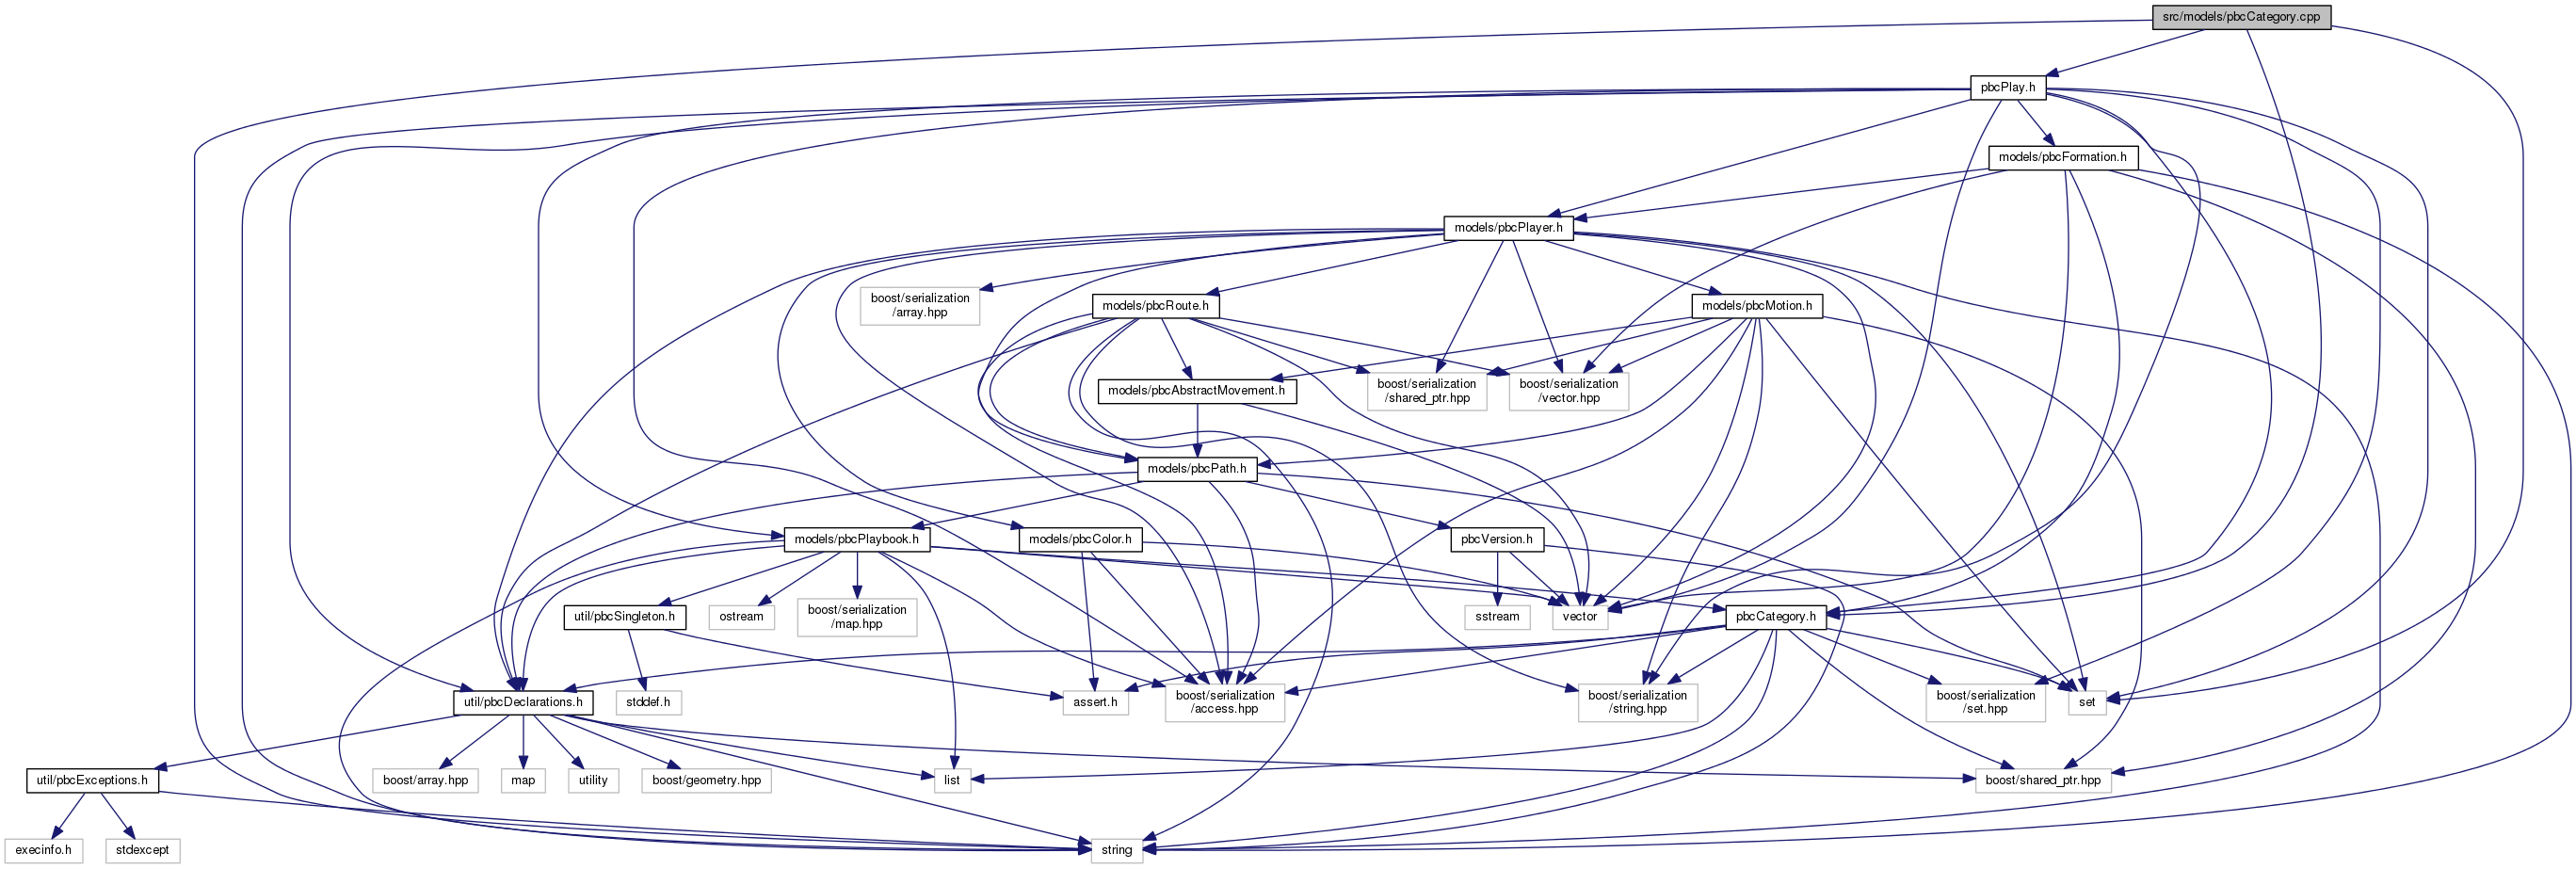 src/models/pbcCategory.cpp
pbcPlay.h
models/pbcFormation.h
models/pbcPlayer.h
boost/serialization
/array.hpp
models/pbcRoute.h
models/pbcMotion.h
models/pbcAbstractMovement.h
boost/serialization
/shared_ptr.hpp
boost/serialization
/vector.hpp
models/pbcPath.h
models/pbcPlaybook.h
models/pbcColor.h
pbcVersion.h
util/pbcSingleton.h
ostream
boost/serialization
/map.hpp
sstream
vector
pbcCategory.h
util/pbcDeclarations.h
stddef.h
assert.h
boost/serialization
/access.hpp
boost/serialization
/string.hpp
boost/serialization
/set.hpp
set
util/pbcExceptions.h
boost/array.hpp
map
utility
boost/geometry.hpp
list
boost/shared_ptr.hpp
execinfo.h
stdexcept
string